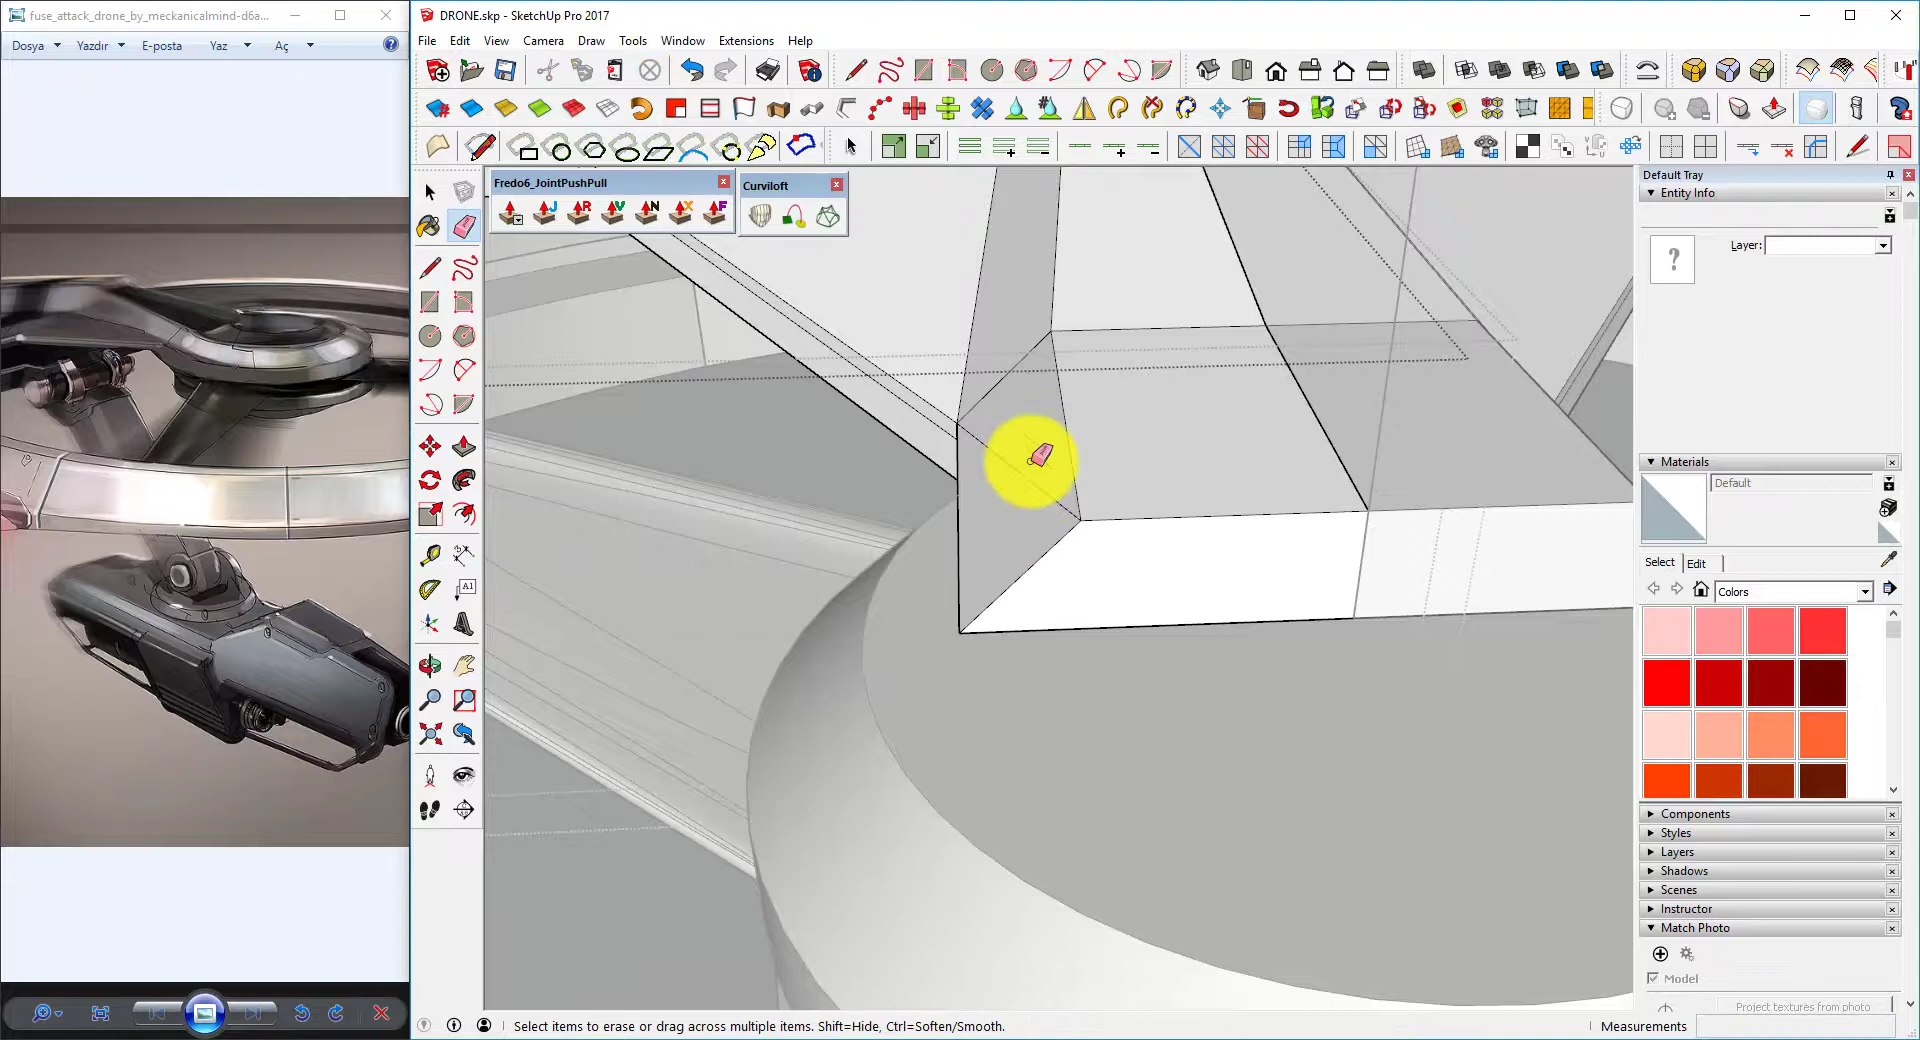 fuse_attack_drone_by_meckanicalmind-d6a...
Dosya
Yazdır
E-posta
Yaz
Aç
DRONE.skp - SketchUp Pro 2017
File Edit View Camera Draw Tools Window Extensions Help
Fredo6_JointPushPull
J R V N X F
Curviloft
A1
Default Tray
Entity Info
?
Layer:
Materials
Default
Select
Edit
Colors
Components
Styles
Layers
Shadows
Scenes
Instructor
Match Photo
Model
Project textures from photo
Select items to erase or drag across multiple items. Shift=Hide, Ctrl=Soften/Smooth.
Measurements